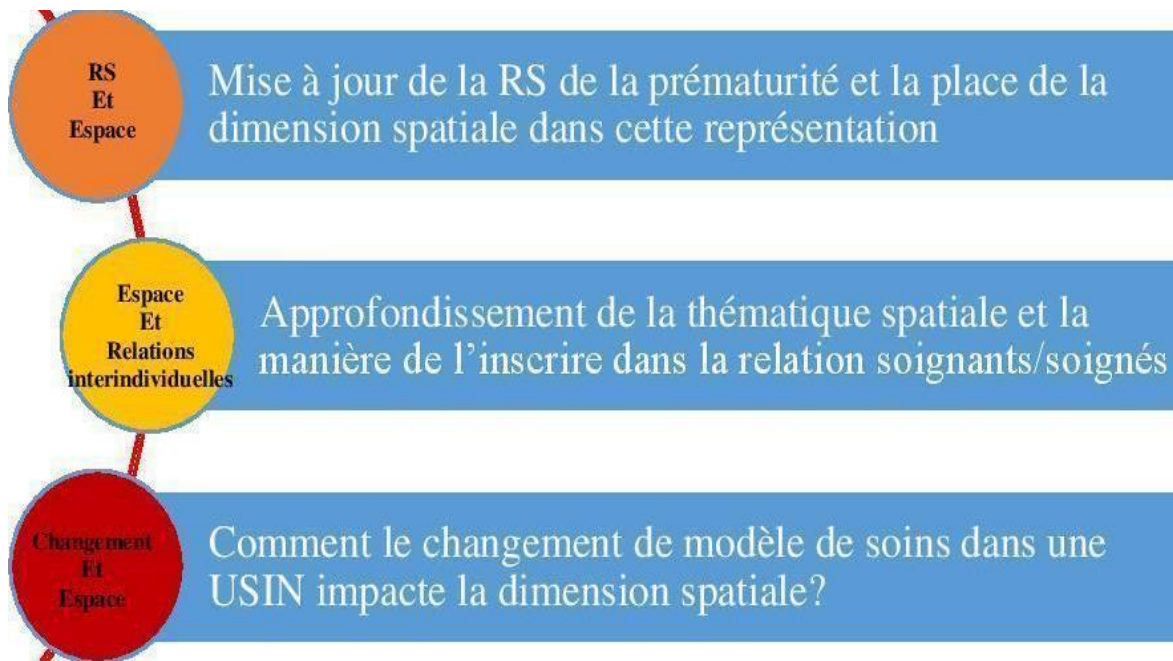 RS
Et
Espace
Mise à jour de la RS de la prématurité et la place de la
dimension spatiale dans cette représentation
Espace
Et
Relations
interindividuelles
Approfondissement de la thématique spatiale et la
manière de l’inscrire dans la relation soignants/soignés
Changement
Et
Espace
Comment le changement de modèle de soins dans une
USIN impacte la dimension spatiale?